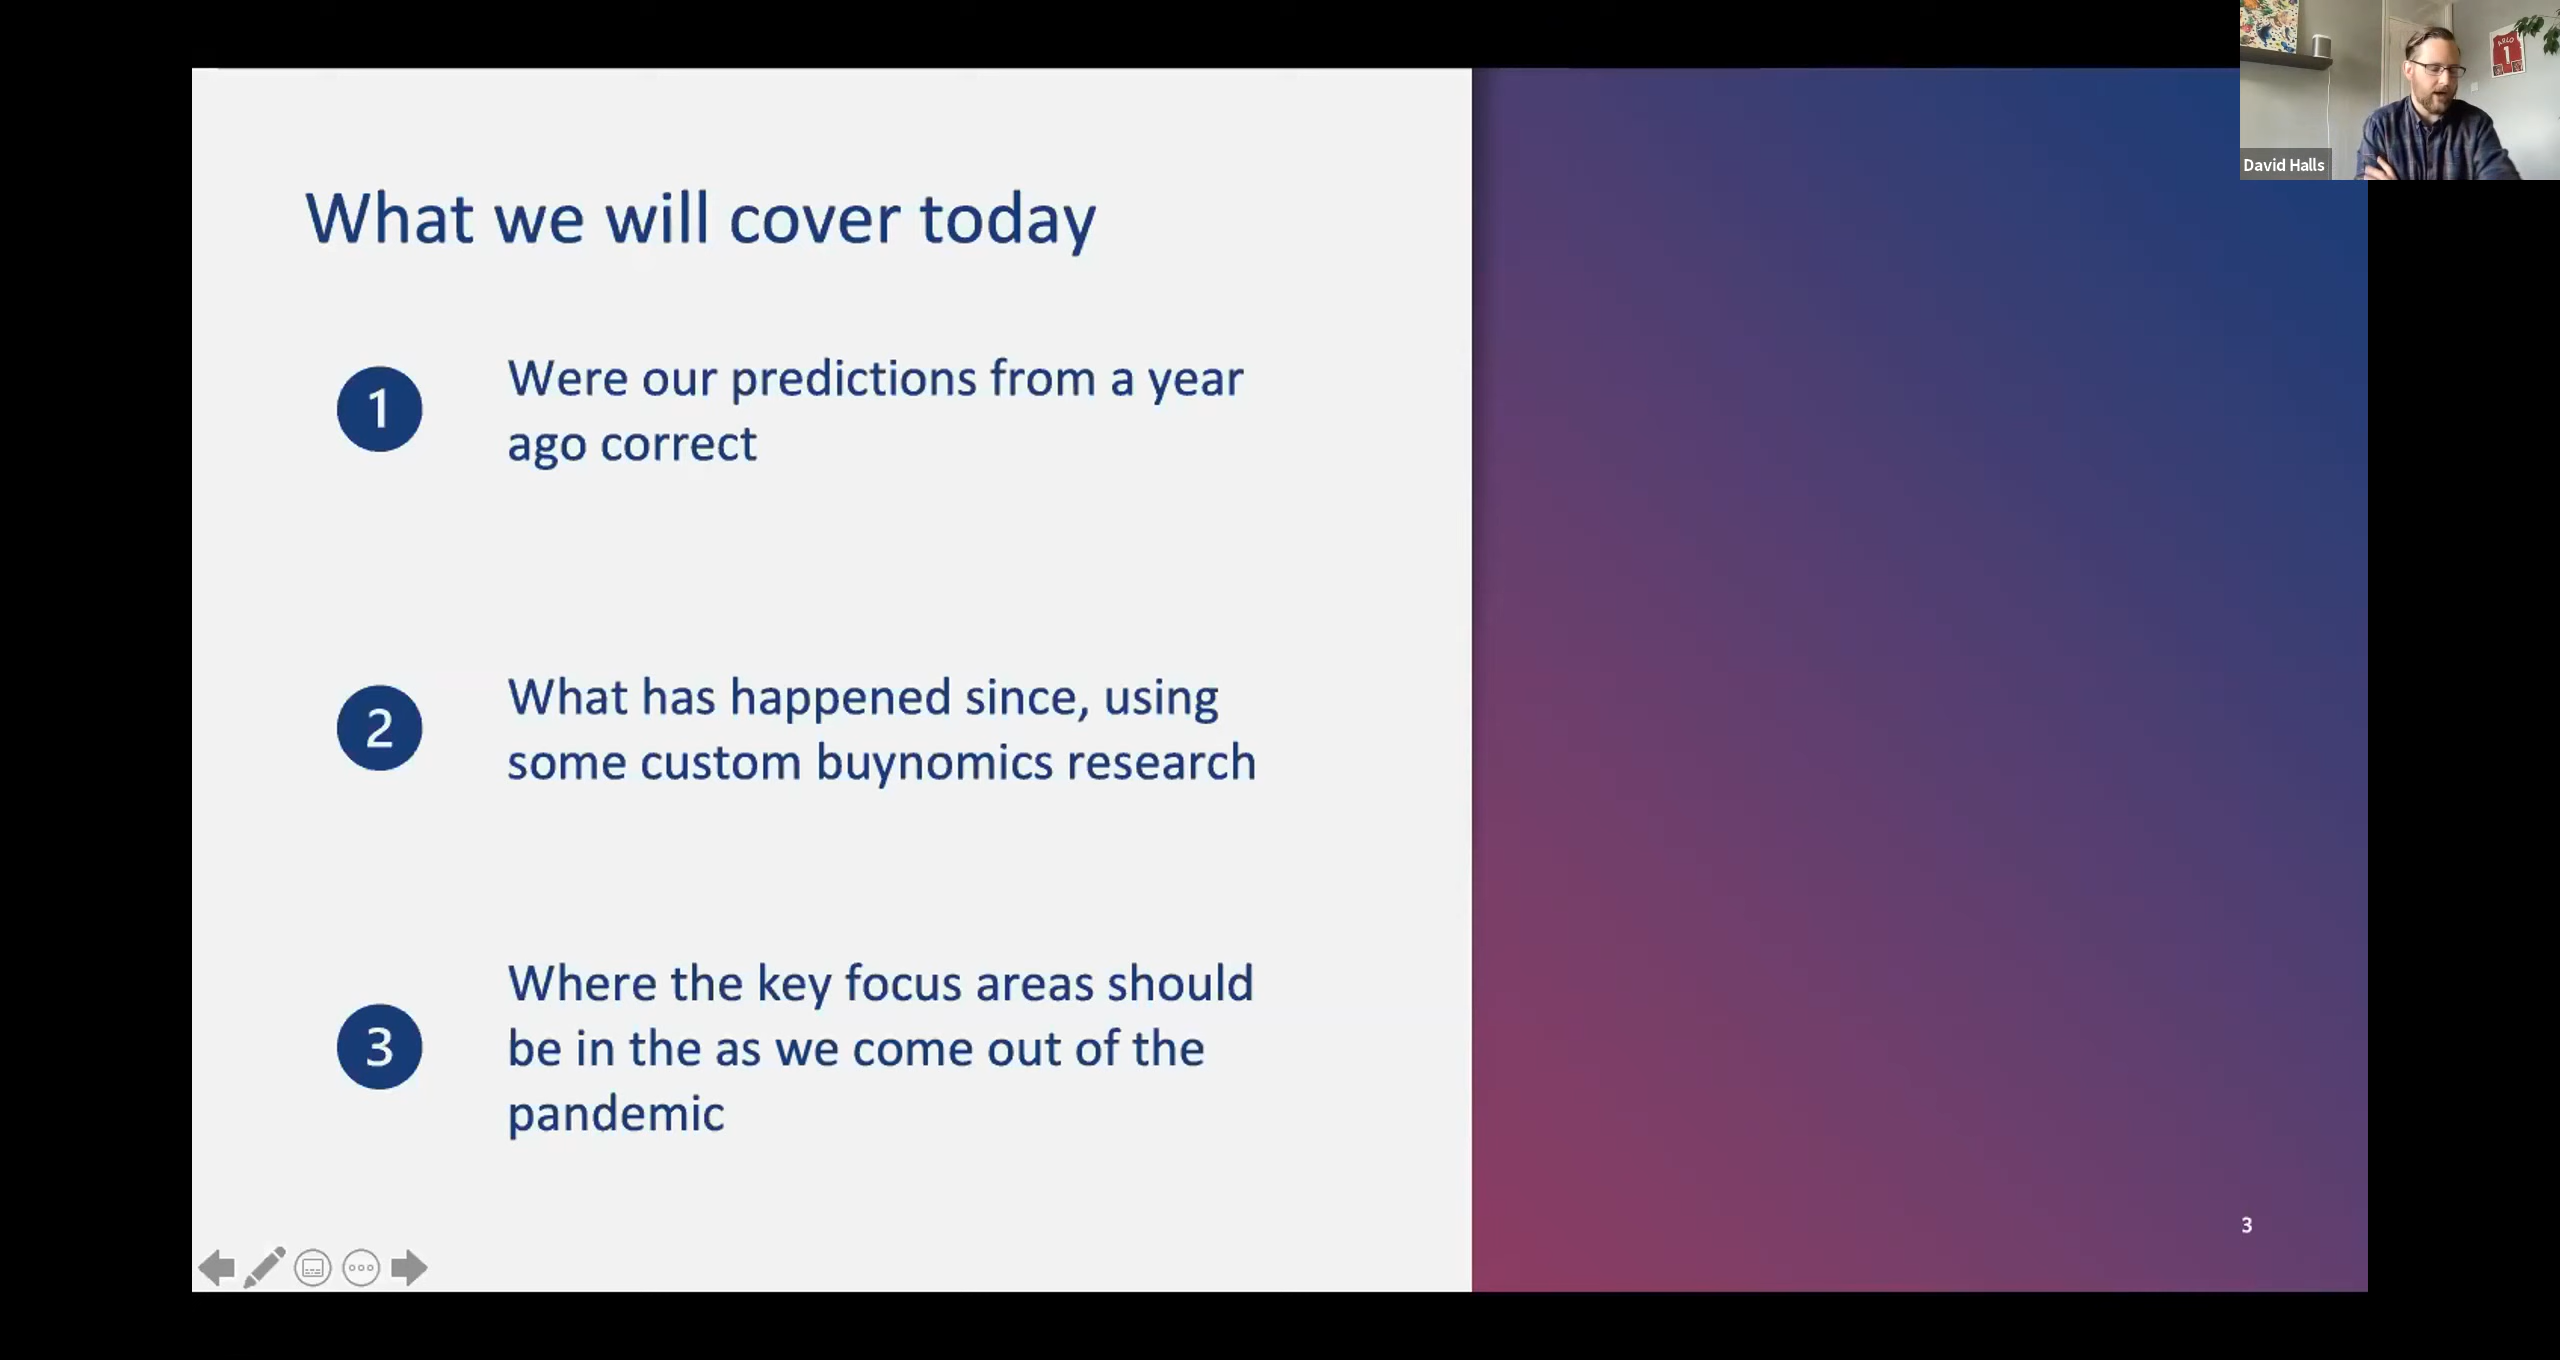 David Halls
What we will cover today
1
Were our predictions from a year
ago correct
2
What has happened since, using
some custom buynomics research
3
Where the key focus areas should
be in the as we come out of the
pandemic
3